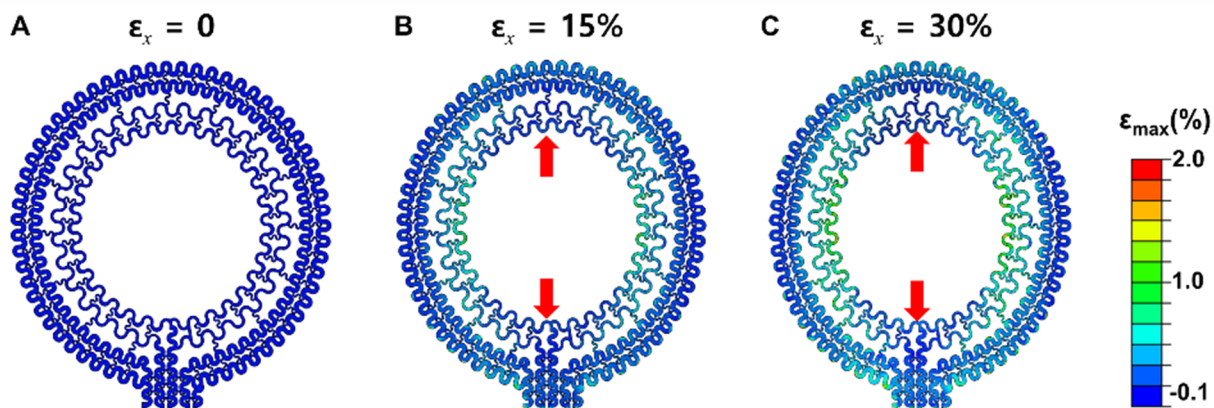 A
εₓ = 0
B
εₓ = 15%
C
εₓ = 30%
εmax(%)
2.0
1.0
-0.1